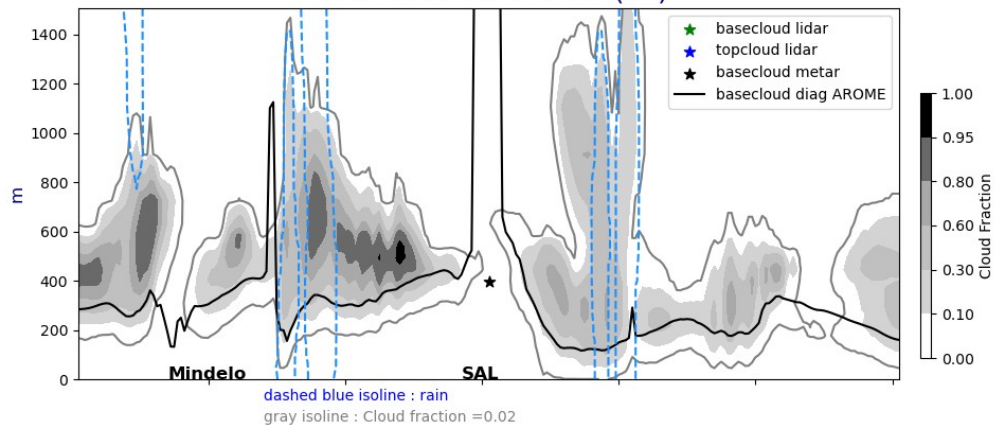 1400
1200
1000
800
600
400
200
0
m
basecloud lidar
topcloud lidar
basecloud metar
basecloud diag AROME
Mindelo
SAL
dashed blue isoline : rain
gray isoline : Cloud fraction =0.02
1.00
0.95
0.80
0.60
0.30
0.10
0.00
Cloud Fraction